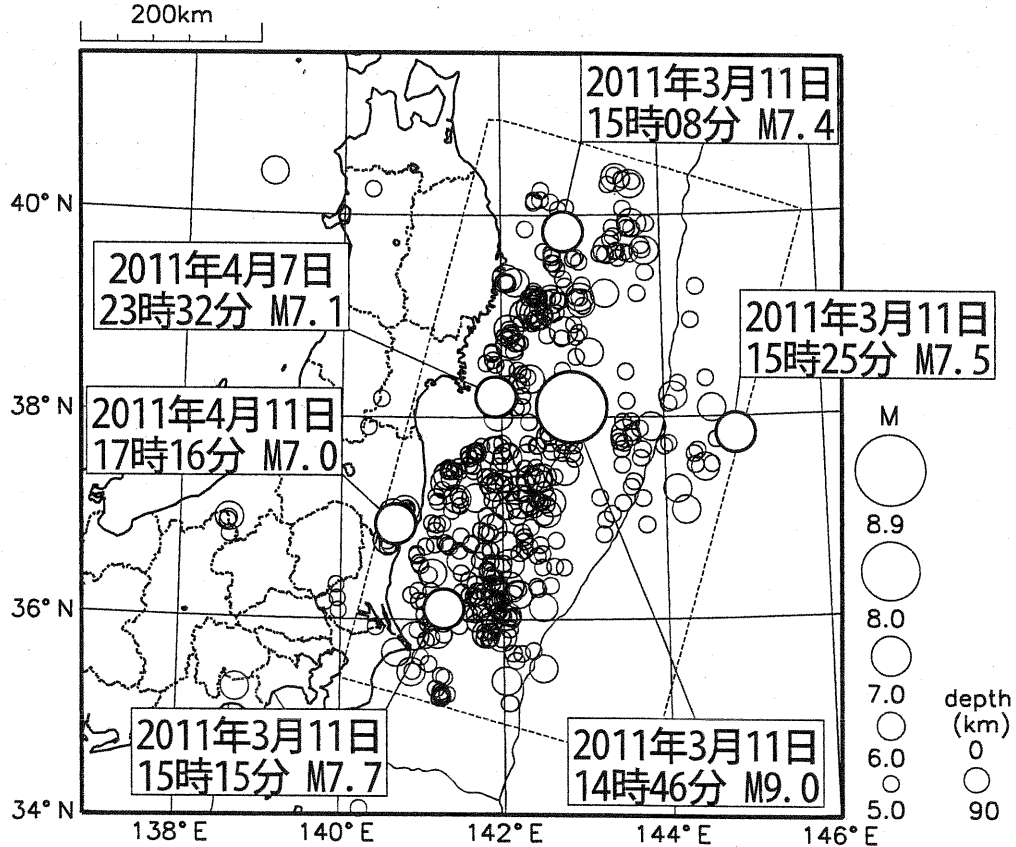 200km
2011年3月11日
15時08分 M7.4
40°N
2011年4月7日
23時32分 M7.1
2011年3月11日
15時25分 M7.5
38°N
2011年4月11日
17時16分 M7.0
M
8.9
8.0
7.0
6.0
5.0
depth
(km)
0
90
36°N
2011年3月11日
15時15分 M7.7
2011年3月11日
14時46分 M9.0
34°N
138°E
140°E
142°E
144°E
146°E